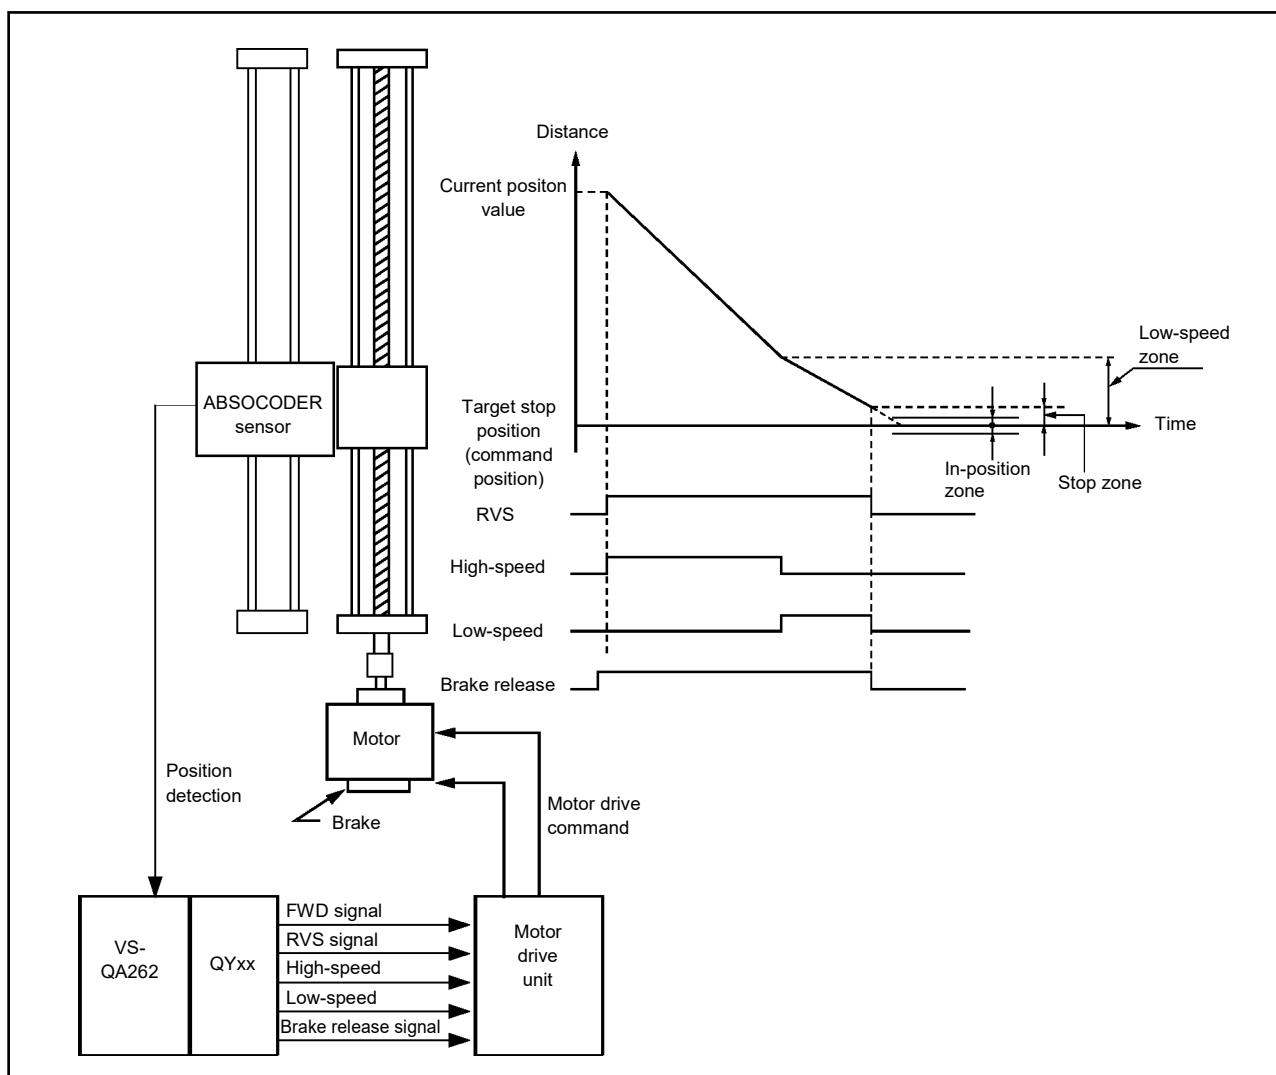 Distance
Current positon
value
Low-speed
zone
ABSOCODER
sensor
Target stop
position
(command
position)
Time
In-position
zone
Stop zone
RVS
High-speed
Low-speed
Brake release
Motor
Position
detection
Brake
Motor drive
command
VS-
QA262
QYxx
FWD signal
RVS signal
High-speed
Low-speed
Brake release signal
Motor
drive
unit